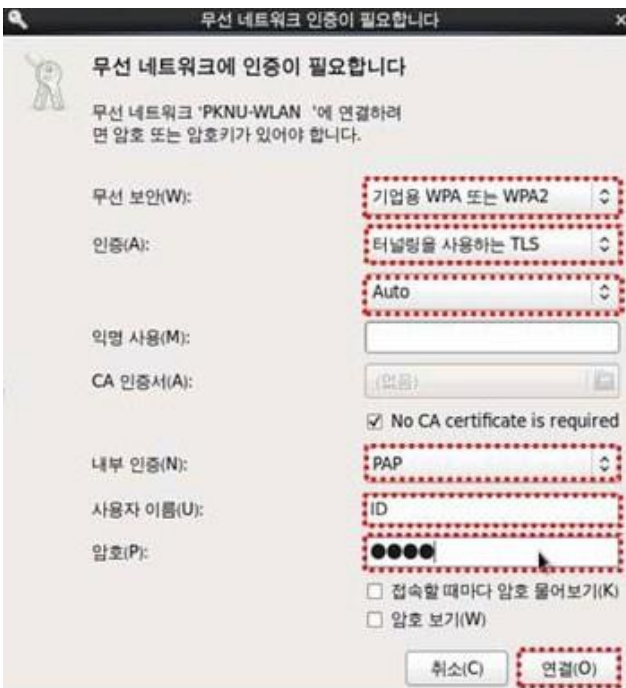 무선 네트워크 인증이 필요합니다 x
무선 네트워크에 인증이 필요합니다
무선 네트워크 'PKNU-WLAN '에 연결하려
면 암호 또는 암호키가 있어야 합니다.
무선 보안(W): 기업용 WPA 또는 WPA2
인증(A): 터널링을 사용하는 TLS
Auto
익명 사용(M):
CA 인증서(A): (없음)
No CA certificate is required
내부 인증(N): PAP
사용자 이름(U): ID
암호(P): ●●●●
접속할 때마다 암호 물어보기(K)
암호 보기(W)
취소(C) 연결(O)